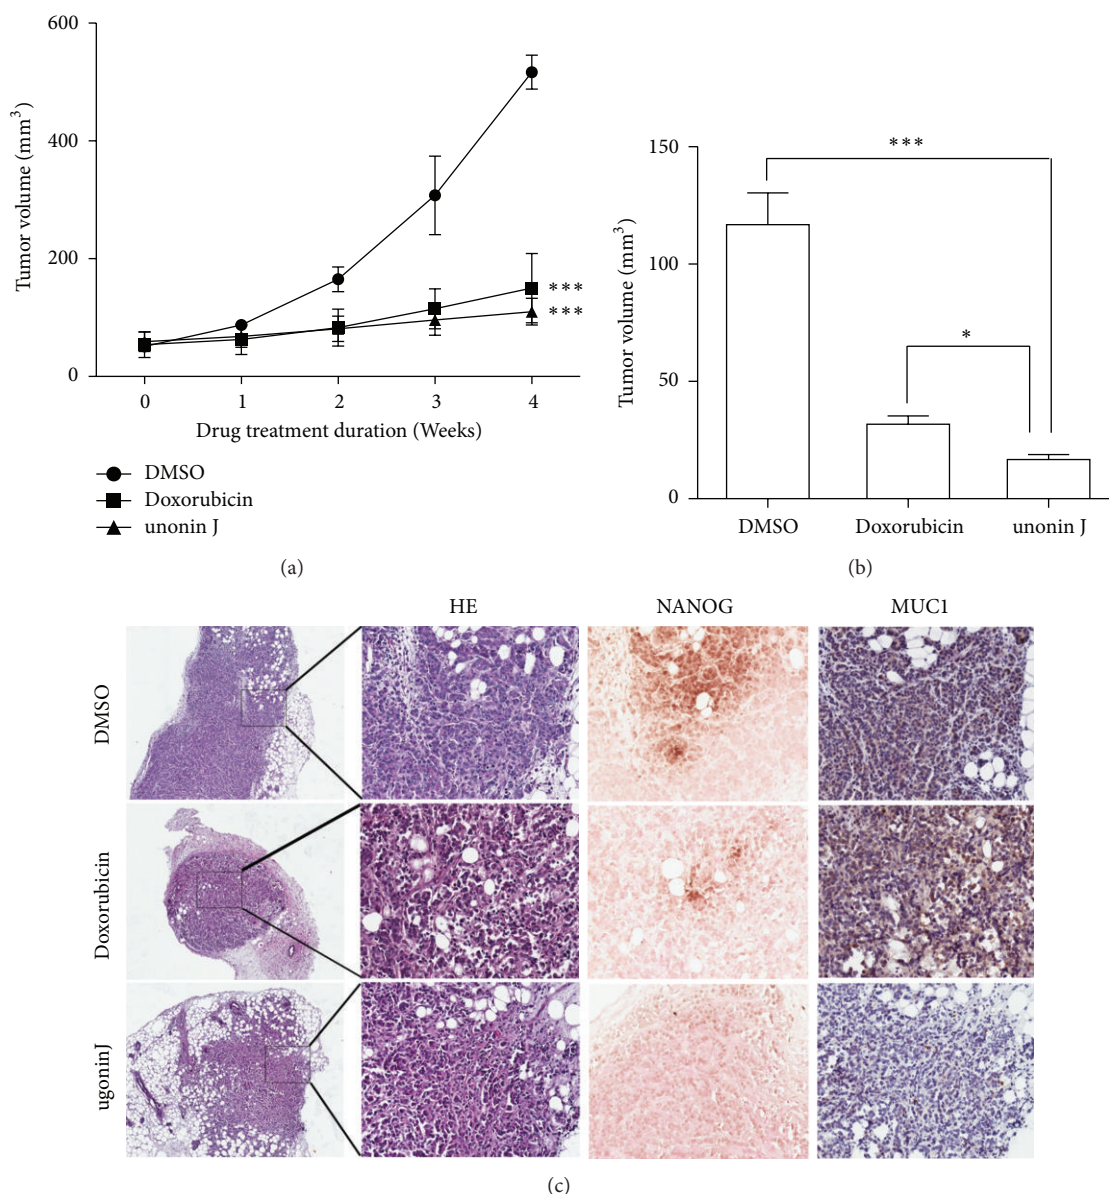 600
400
200
0
Tumor volume (mm³)
***
***
0 1 2 3 4
Drug treatment duration (Weeks)
DMSO
Doxorubicin
unonin J
(a)
150
100
50
0
Tumor volume (mm³)
***
*
DMSO Doxorubicin unonin J
(b)
HE NANOG MUC1
DMSO
Doxorubicin
ugoninJ
(c)